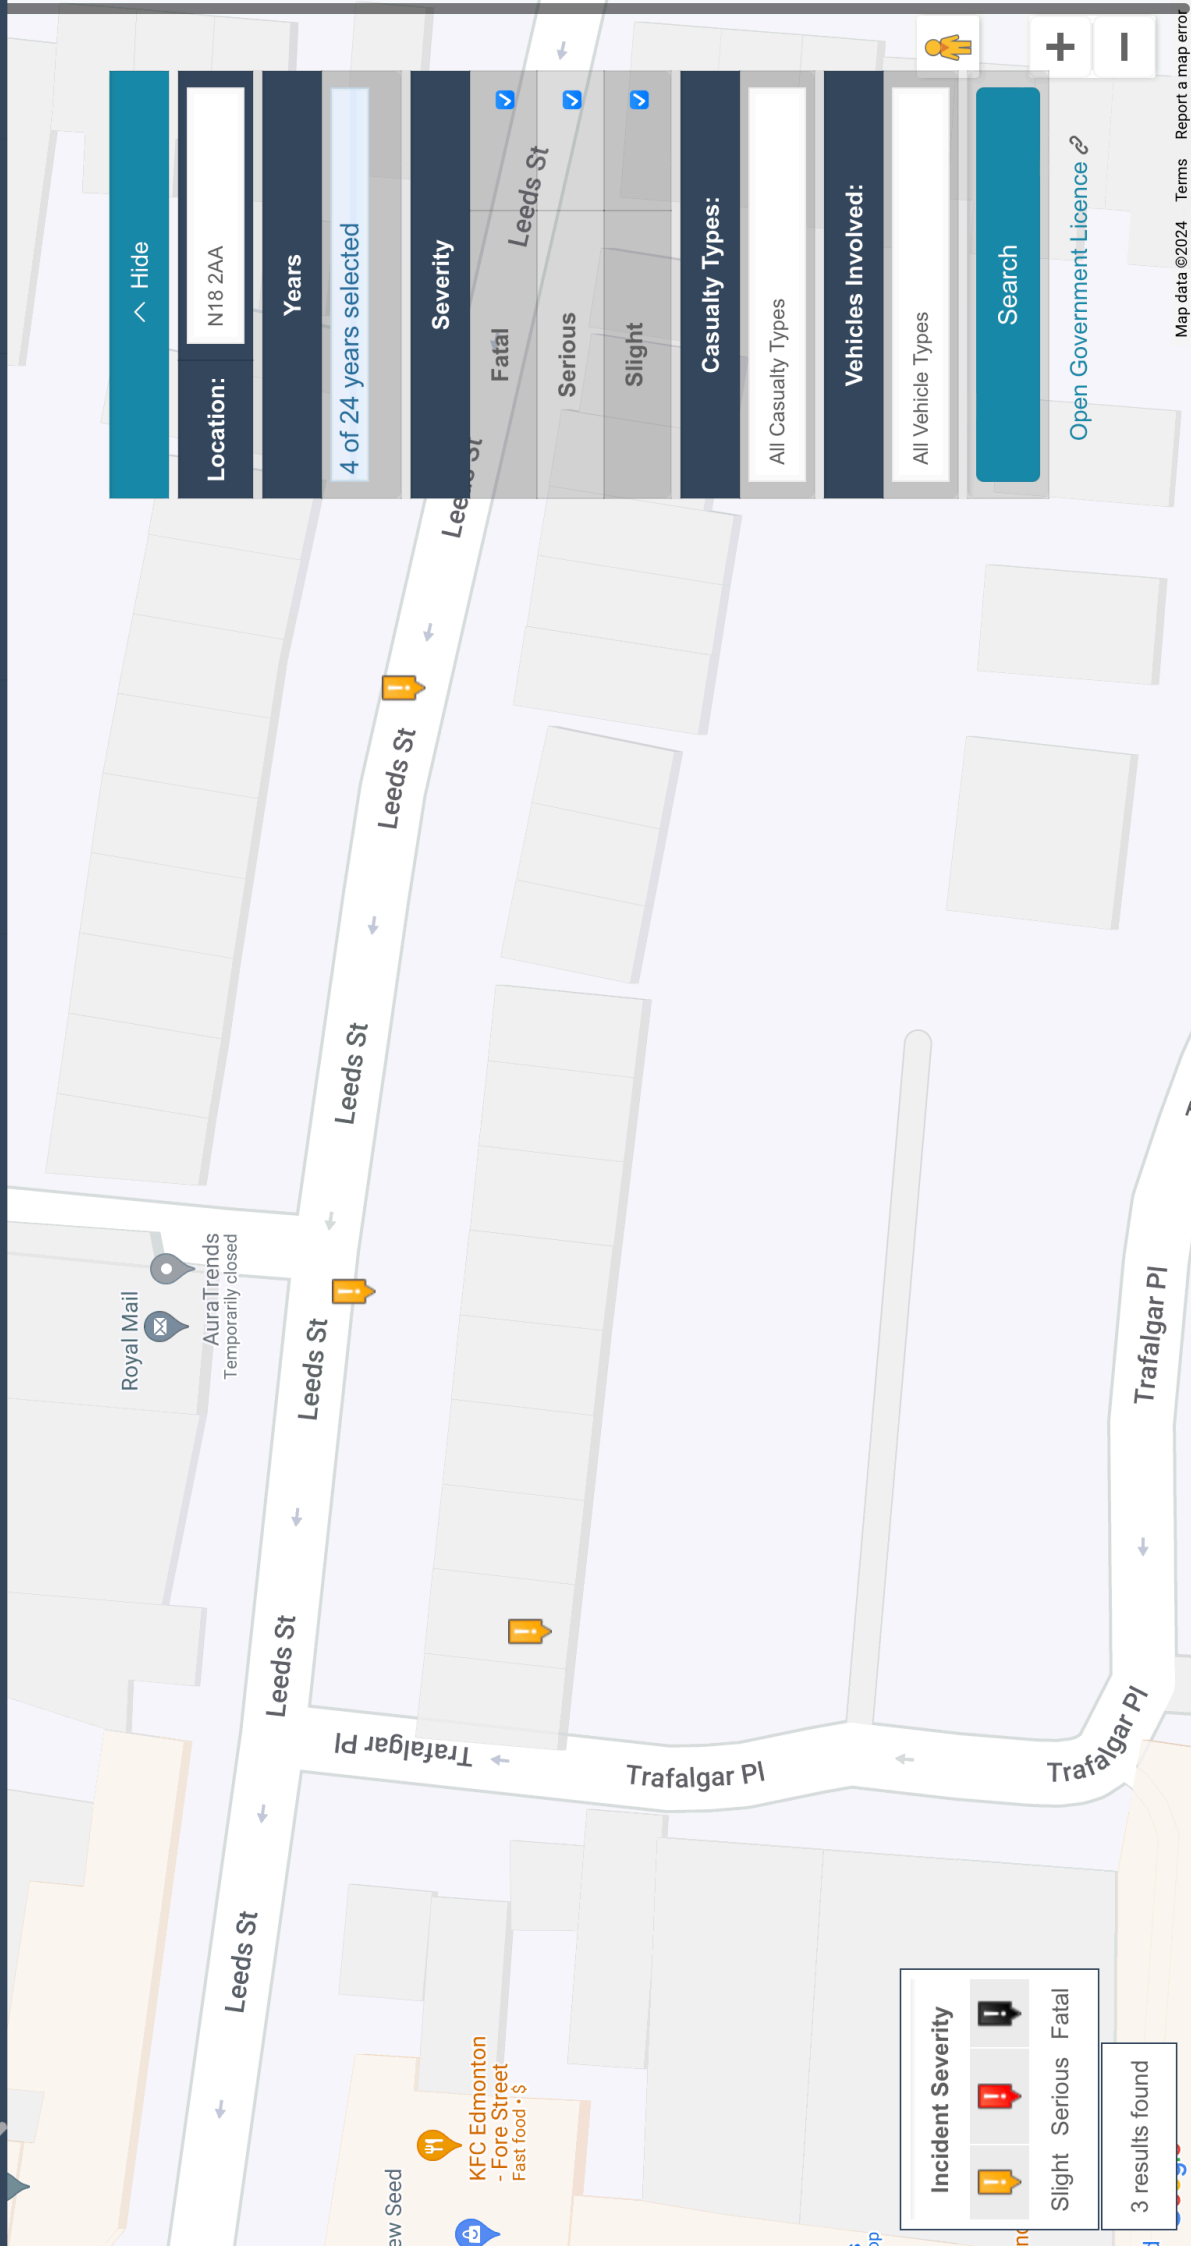 Hide
Location:
N18 2AA
Years
4 of 24 years selected
Severity
Fatal
Serious
Slight
Casualty Types:
All Casualty Types
Vehicles Involved:
All Vehicle Types
Search
Open Government Licence
Leeds St
Leeds St
Leeds St
Leeds St
Leeds St
Leeds St
Royal Mail
AuraTrends
Temporarily closed
Trafalgar Pl
Trafalgar Pl
Trafalgar Pl
Trafalgar Pl
KFC Edmonton
- Fore Street
Fast food • $
ew Seed
Incident Severity
Slight Serious Fatal
3 results found
Map data ©2024 Terms Report a map error